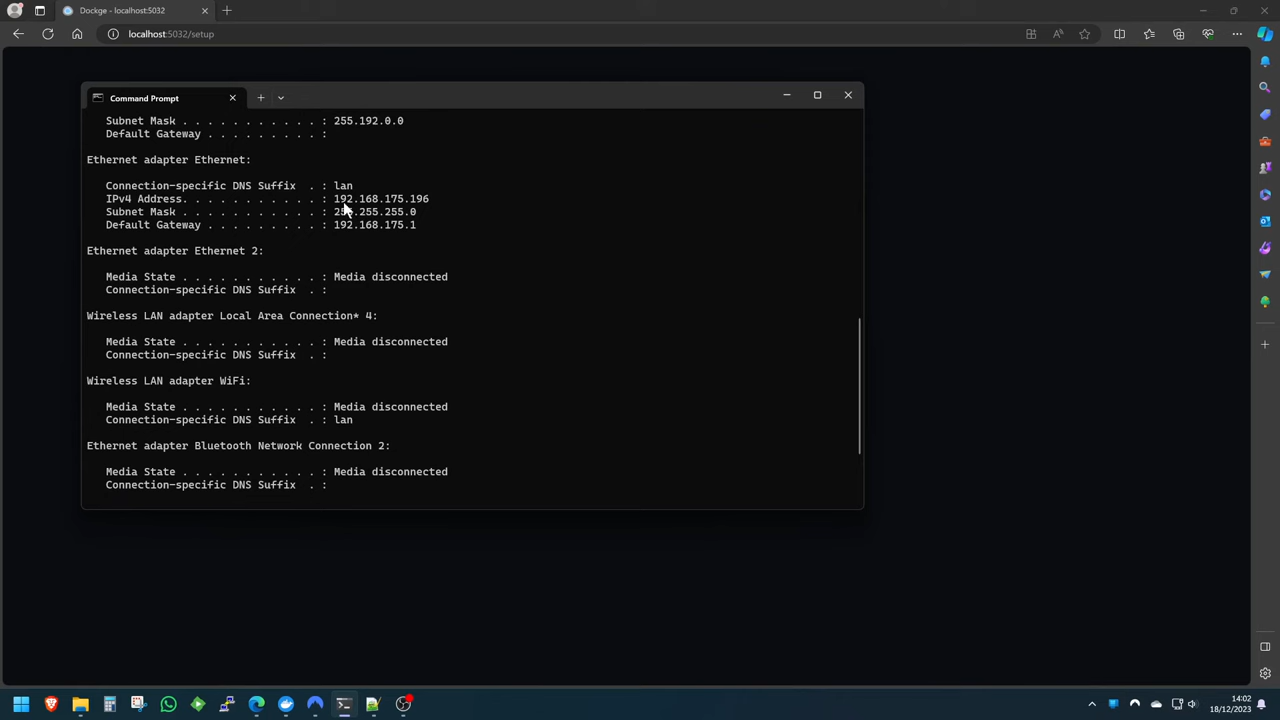 Dockge - localhost:5032
localhost:5032/setup
Command Prompt
Subnet Mask . . . . . . . . . . . : 255.192.0.0
Default Gateway . . . . . . . . . :
Ethernet adapter Ethernet:
Connection-specific DNS Suffix  . : lan
IPv4 Address. . . . . . . . . . . : 192.168.175.196
Subnet Mask . . . . . . . . . . . : 255.255.255.0
Default Gateway . . . . . . . . . : 192.168.175.1
Ethernet adapter Ethernet 2:
Media State . . . . . . . . . . . : Media disconnected
Connection-specific DNS Suffix  . :
Wireless LAN adapter Local Area Connection* 4:
Media State . . . . . . . . . . . : Media disconnected
Connection-specific DNS Suffix  . :
Wireless LAN adapter WiFi:
Media State . . . . . . . . . . . : Media disconnected
Connection-specific DNS Suffix  . : lan
Ethernet adapter Bluetooth Network Connection 2:
Media State . . . . . . . . . . . : Media disconnected
Connection-specific DNS Suffix  . :
14:02
18/12/2023